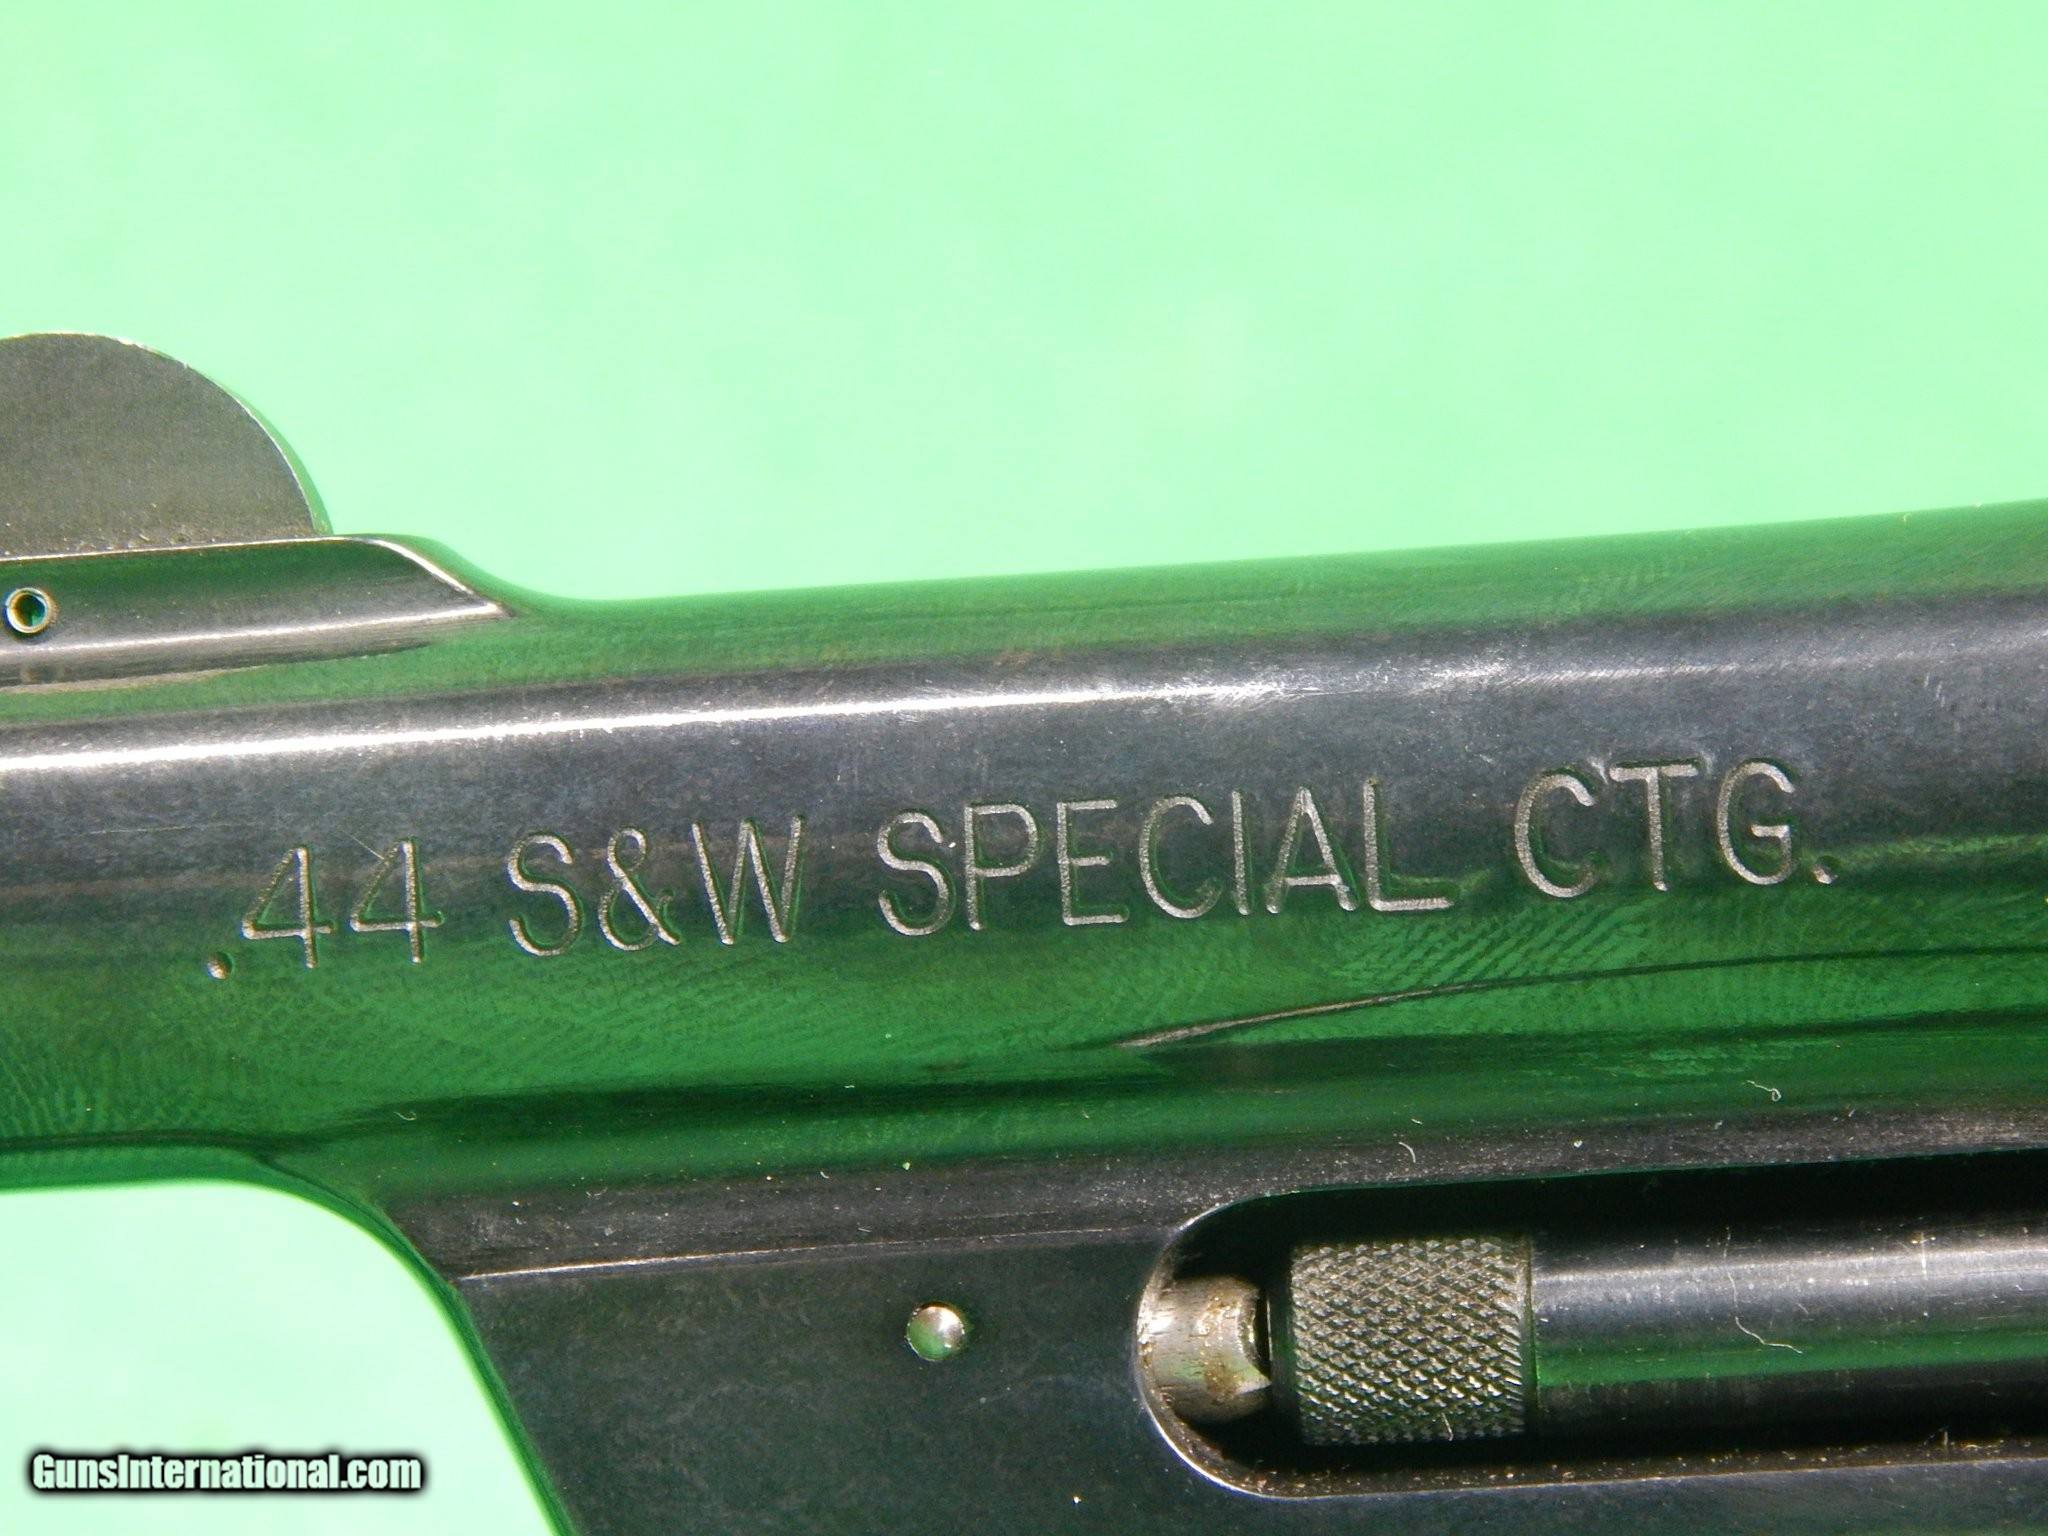 .44 S&W SPECIAL CTG.
GunsInternational.com